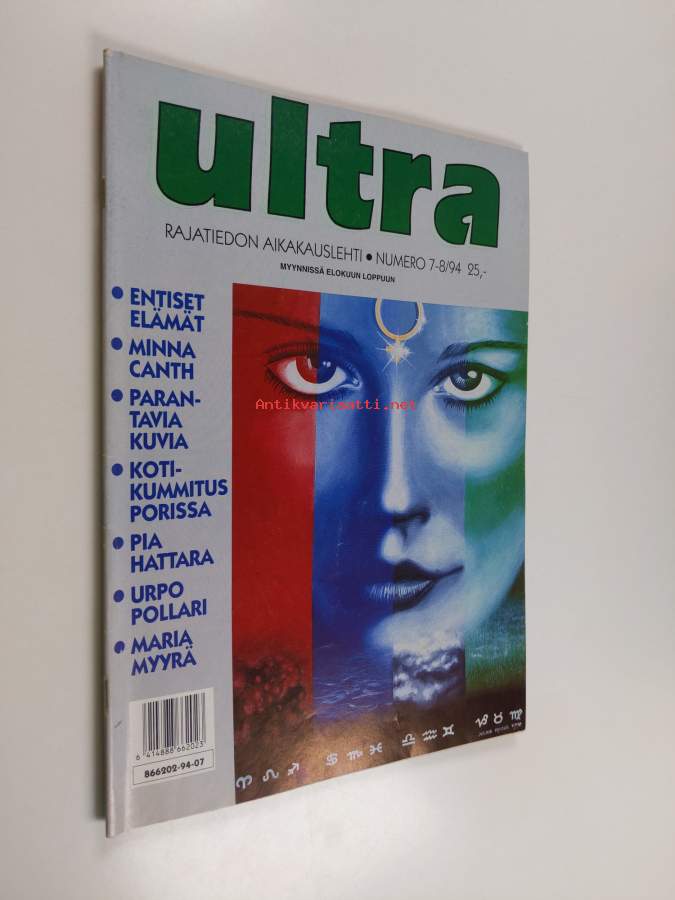 ultra
RAJATIEDON AIKAKAUSLEHTI • NUMERO 7-8/94 25,-
MYYNNISSÄ ELOKUUN LOPPUUN
• ENTISET
ELÄMÄT
• MINNA
CANTH
• PARAN-
TAVIA
KUVIA
• KOTI-
KUMMITUS
PORISSA
• PIA
HATTARA
• URPO
POLLARI
• MARIA
MYYRÄ
Antikvariaatti.net
6 414888 662023
866202-94-07
♈ ♌ ♐ ♋ ♏ ♓ ♎ ♒ ♊ ♑ ♉ ♍